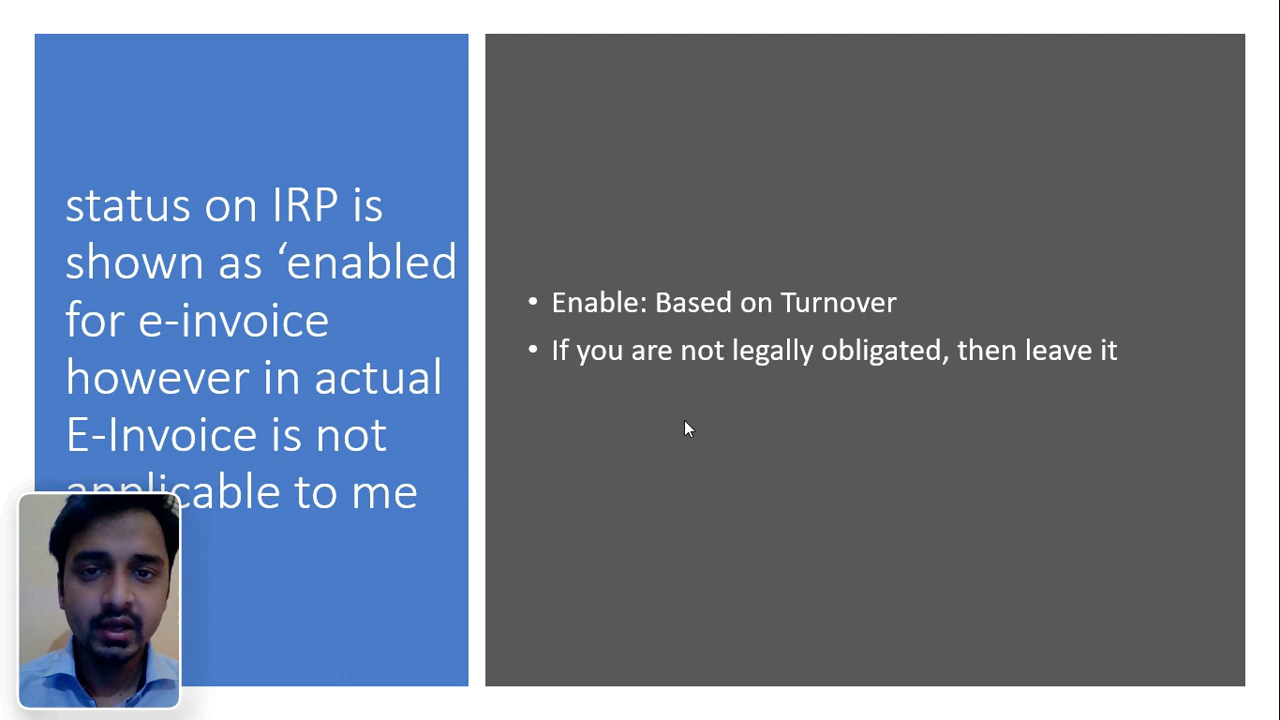 status on IRP is
shown as ‘enabled
for e-invoice
however in actual
E-Invoice is not
applicable to me
• Enable: Based on Turnover
• If you are not legally obligated, then leave it